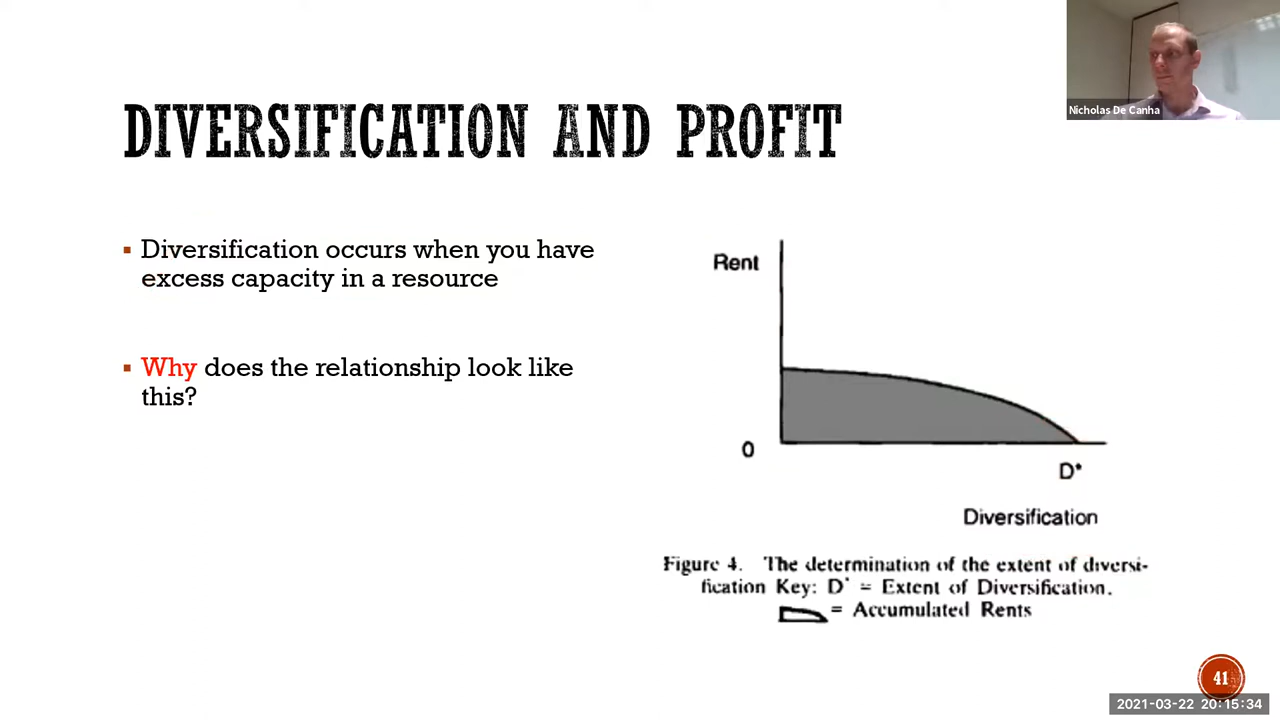 Nicholas De Canha
DIVERSIFICATION AND PROFIT
▪ Diversification occurs when you have
excess capacity in a resource
▪ Why does the relationship look like
this?
Rent
0
D*
Diversification
Figure 4. The determination of the extent of diversi-
fication Key: D* = Extent of Diversification.
= Accumulated Rents
41
2021-03-22 20:15:34